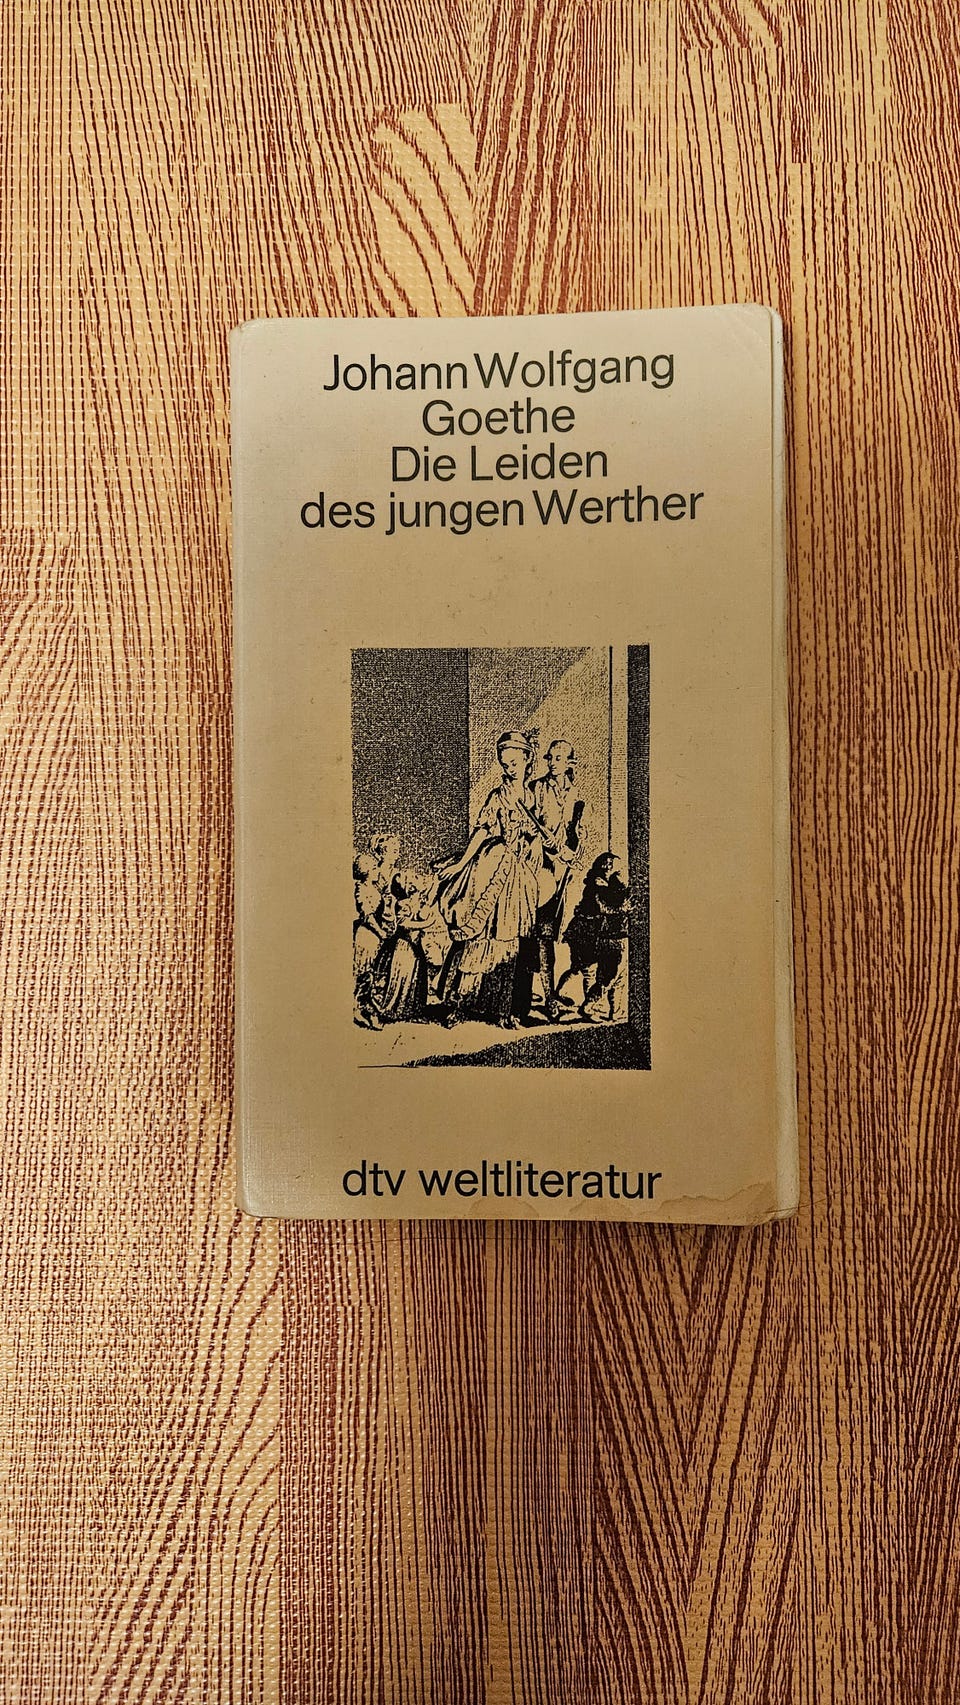 Johann Wolfgang
Goethe
Die Leiden
des jungen Werther
dtv weltliteratur